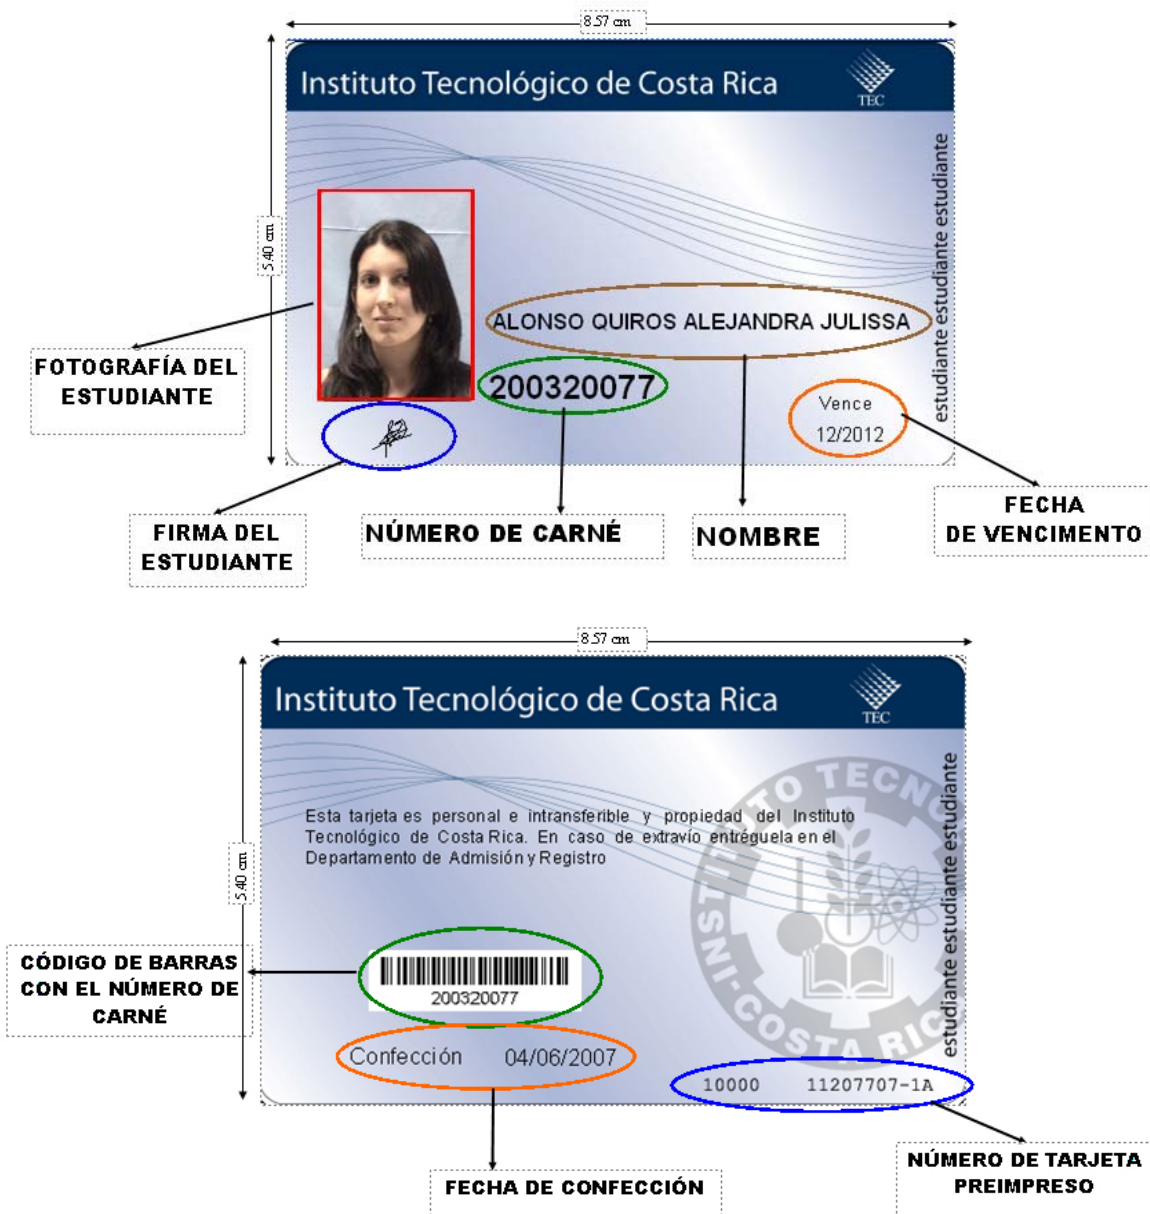 8.57 cm
Instituto Tecnológico de Costa Rica
TEC
5.40 cm
estudiante estudiante estudiante
ALONSO QUIROS ALEJANDRA JULISSA
200320077
Vence
12/2012
FOTOGRAFÍA DEL
ESTUDIANTE
FIRMA DEL
ESTUDIANTE
NÚMERO DE CARNÉ
NOMBRE
FECHA
DE VENCIMENTO
8.57 cm
Instituto Tecnológico de Costa Rica
TEC
5.40 cm
estudiante estudiante estudiante
Esta tarjeta es personal e intransferible y propiedad del Instituto
Tecnológico de Costa Rica. En caso de extravío entréguela en el
Departamento de Admisión y Registro
200320077
Confección 04/06/2007
10000 11207707-1A
CÓDIGO DE BARRAS
CON EL NÚMERO DE
CARNÉ
FECHA DE CONFECCIÓN
NÚMERO DE TARJETA
PREIMPRESO